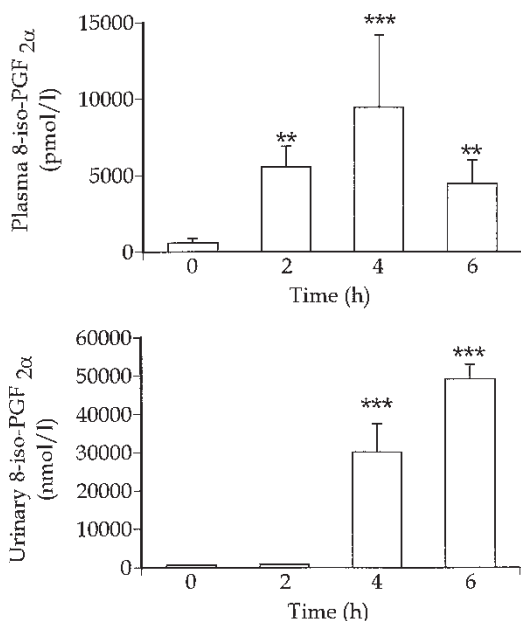 Plasma 8-iso-PGF 2α
(pmol/l)
15000
10000
5000
0
***
**
**
0 2 4 6
Time (h)
Urinary 8-iso-PGF 2α
(nmol/l)
60000
50000
40000
30000
20000
10000
0
***
***
0 2 4 6
Time (h)